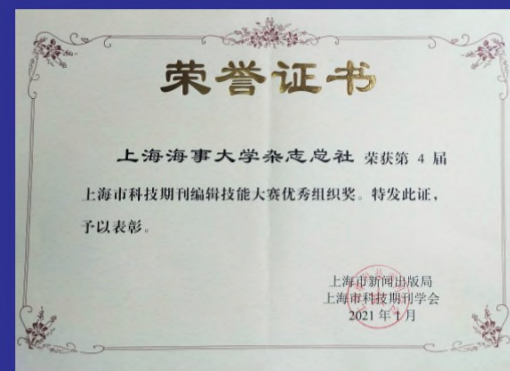 荣誉证书
上海海事大学杂志总社 荣获第 4 届
上海市科技期刊编辑技能大赛优秀组织奖。特发此证，
予以表彰。
上海市新闻出版局
上海市科技期刊学会
2021 年 1 月